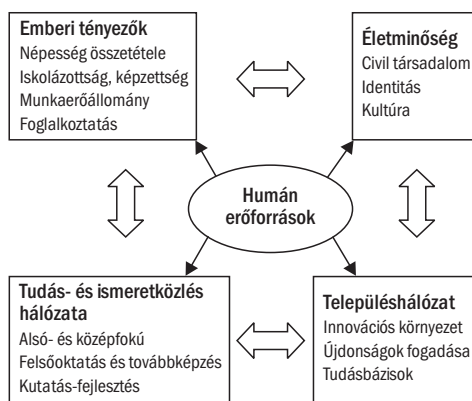 Emberi tényezők
Népesség összetétele
Iskolázottság, képzettség
Munkaerőállomány
Foglalkoztatás
Életminőség
Civil társadalom
Identitás
Kultúra
Humán
erőforrások
Tudás- és ismeretközlés
hálózata
Alsó- és középfokú
Felsőoktatás és továbbképzés
Kutatás-fejlesztés
Településhálózat
Innovációs környezet
Újdonságok fogadása
Tudásbázisok